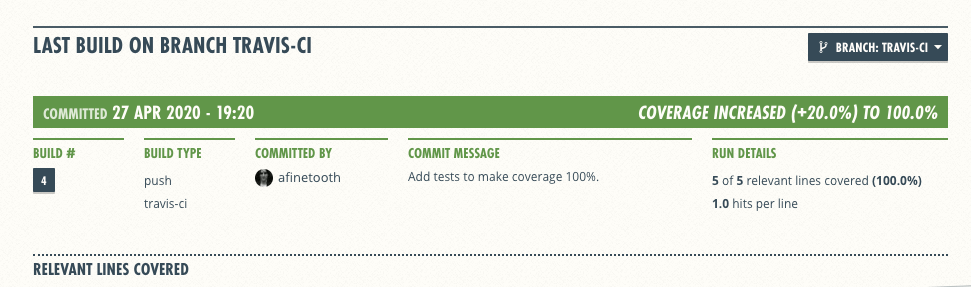 LAST BUILD ON BRANCH TRAVIS-CI
BRANCH: TRAVIS-CI
COMMITTED 27 APR 2020 - 19:20
COVERAGE INCREASED (+20.0%) TO 100.0%
BUILD #
4
BUILD TYPE
push
travis-ci
COMMITTED BY
afinetooth
COMMIT MESSAGE
Add tests to make coverage 100%.
RUN DETAILS
5 of 5 relevant lines covered (100.0%)
1.0 hits per line
RELEVANT LINES COVERED